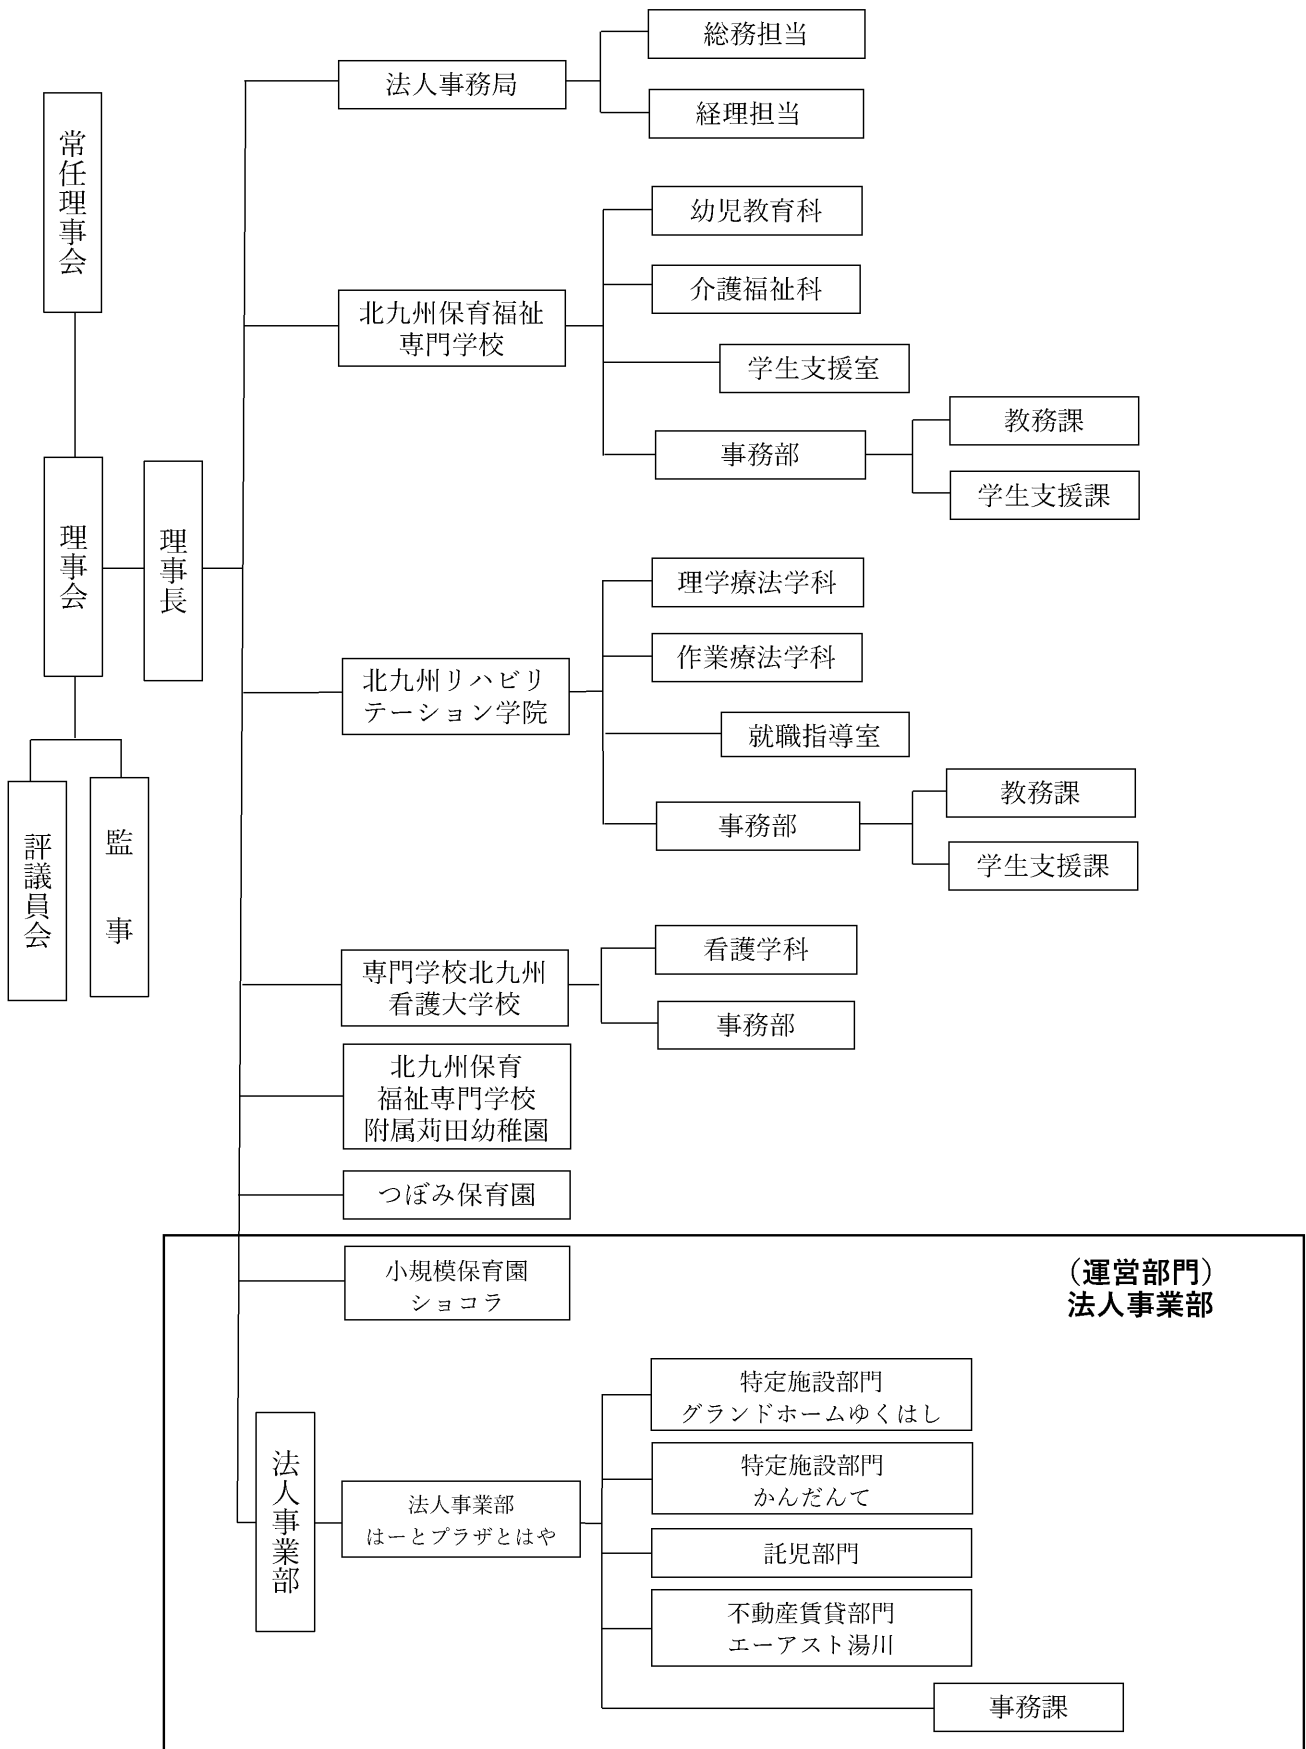 常任理事会
理事会
理事長
評議員会
監事
法人事務局
総務担当
経理担当
北九州保育福祉
専門学校
幼児教育科
介護福祉科
学生支援室
事務部
教務課
学生支援課
北九州リハビリ
テーション学院
理学療法学科
作業療法学科
就職指導室
事務部
教務課
学生支援課
専門学校北九州
看護大学校
看護学科
事務部
北九州保育
福祉専門学校
附属苅田幼稚園
つぼみ保育園
(運営部門)
法人事業部
小規模保育園
ショコラ
法人事業部
法人事業部
はーとプラザとはや
特定施設部門
グランドホームゆくはし
特定施設部門
かんだんて
託児部門
不動産賃貸部門
エーアスト湯川
事務課